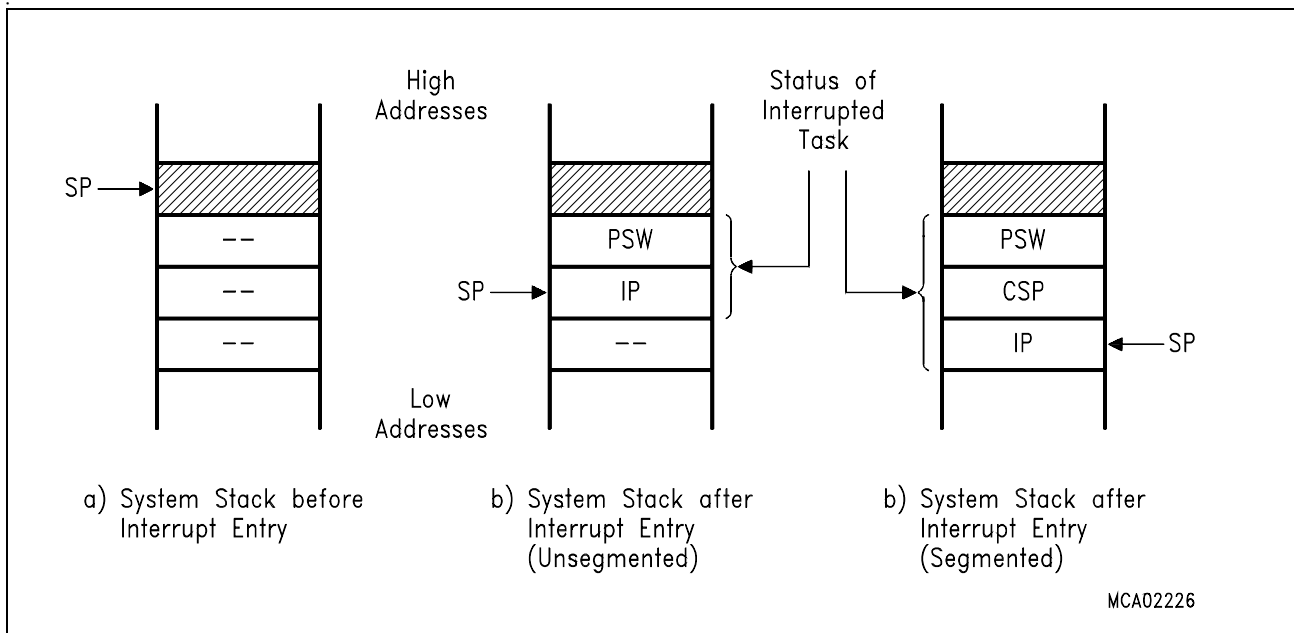 High
Addresses
Status of
Interrupted
Task
SP
--
--
--
PSW
SP
IP
--
PSW
CSP
IP
SP
Low
Addresses
a) System Stack before
Interrupt Entry
b) System Stack after
Interrupt Entry
(Unsegmented)
b) System Stack after
Interrupt Entry
(Segmented)
MCA02226